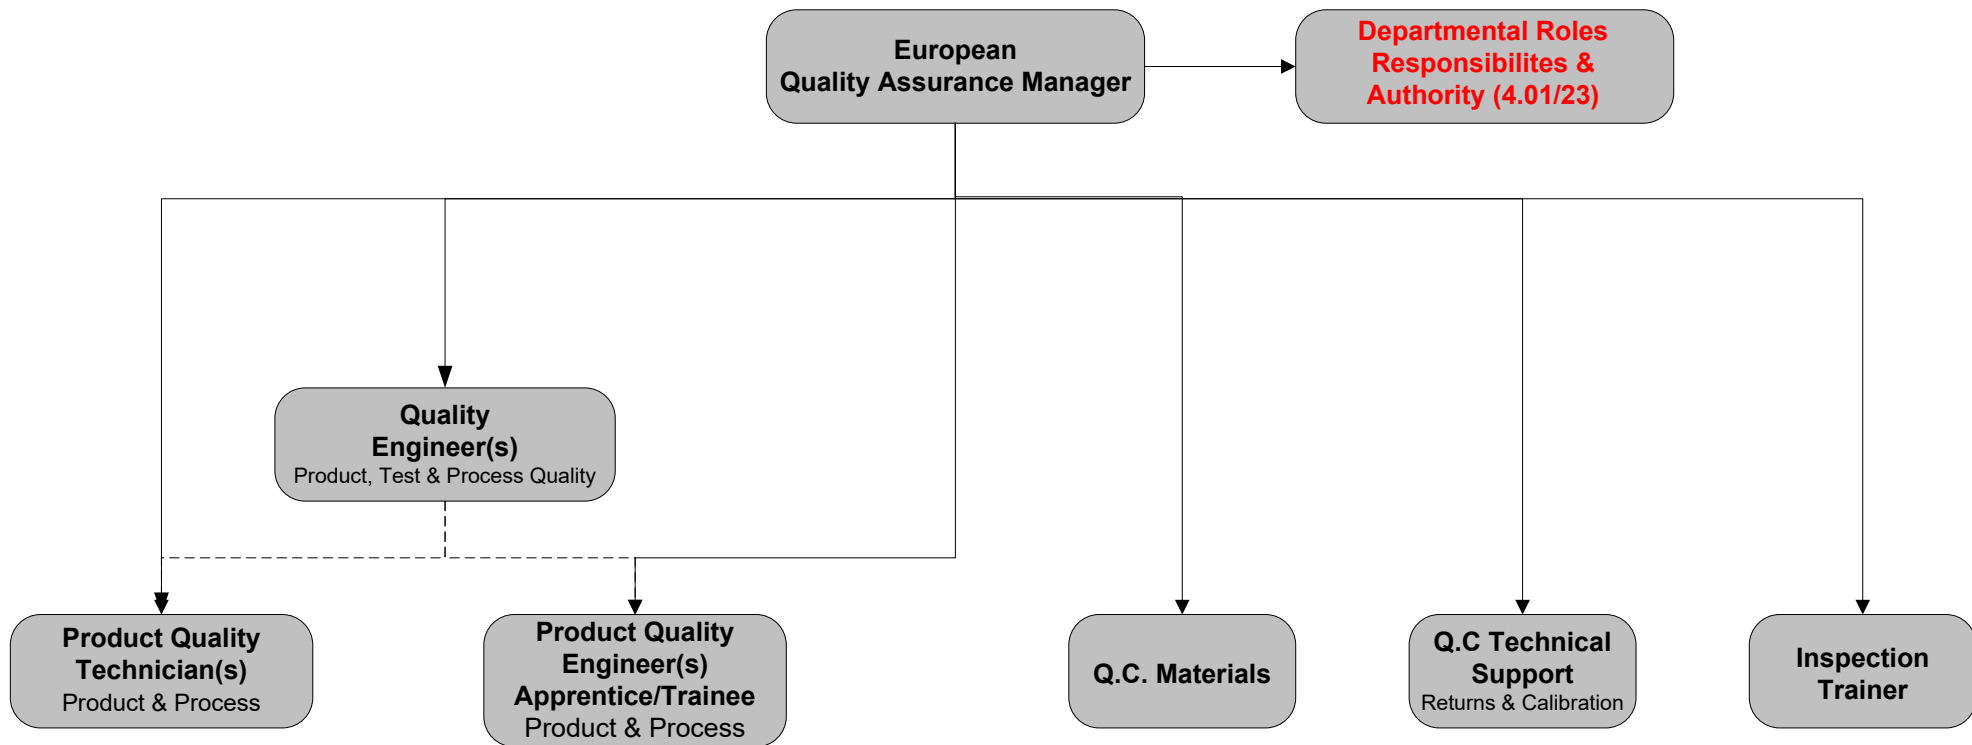 European
Quality Assurance Manager
Departmental Roles
Responsibilites &
Authority (4.01/23)
Quality
Engineer(s)
Product, Test & Process Quality
Product Quality
Technician(s)
Product & Process
Product Quality
Engineer(s)
Apprentice/Trainee
Product & Process
Q.C. Materials
Q.C Technical
Support
Returns & Calibration
Inspection
Trainer